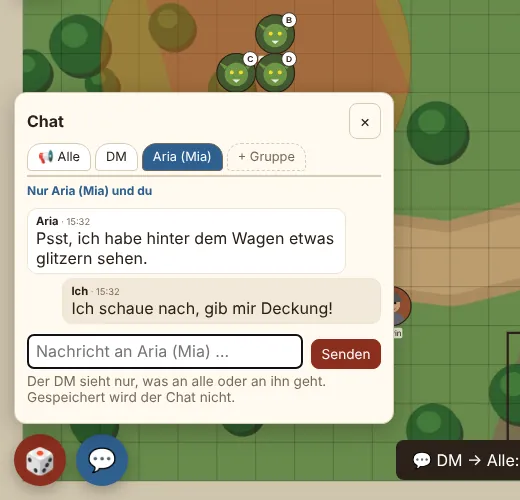 B
C
D
Chat
×
📢 Alle
DM
Aria (Mia)
+ Gruppe
Nur Aria (Mia) und du
Aria · 15:32
Psst, ich habe hinter dem Wagen etwas
glitzern sehen.
Ich · 15:32
Ich schaue nach, gib mir Deckung!
Nachricht an Aria (Mia) ...
Senden
Der DM sieht nur, was an alle oder an ihn geht.
Gespeichert wird der Chat nicht.
💬 DM → Alle: